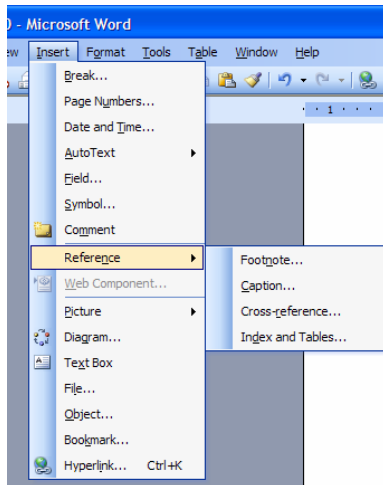 0 - Microsoft Word
ew Insert Format Tools Table Window Help
1
Break...
Page Numbers...
Date and Time...
AutoText
Field...
Symbol...
Comment
Reference
Footnote...
Web Component...
Caption...
Picture
Cross-reference...
Diagram...
Index and Tables...
Text Box
File...
Object...
Bookmark...
Hyperlink... Ctrl+K